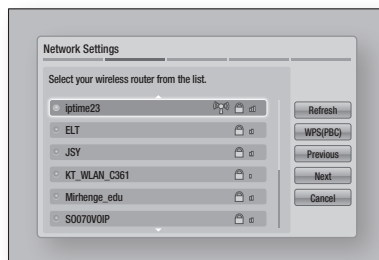 Network Settings
Select your wireless router from the list.
iptime23
ELT
JSY
KT_WLAN_C361
Mirhenge_edu
SO070VOIP
Refresh
WPS(PBC)
Previous
Next
Cancel